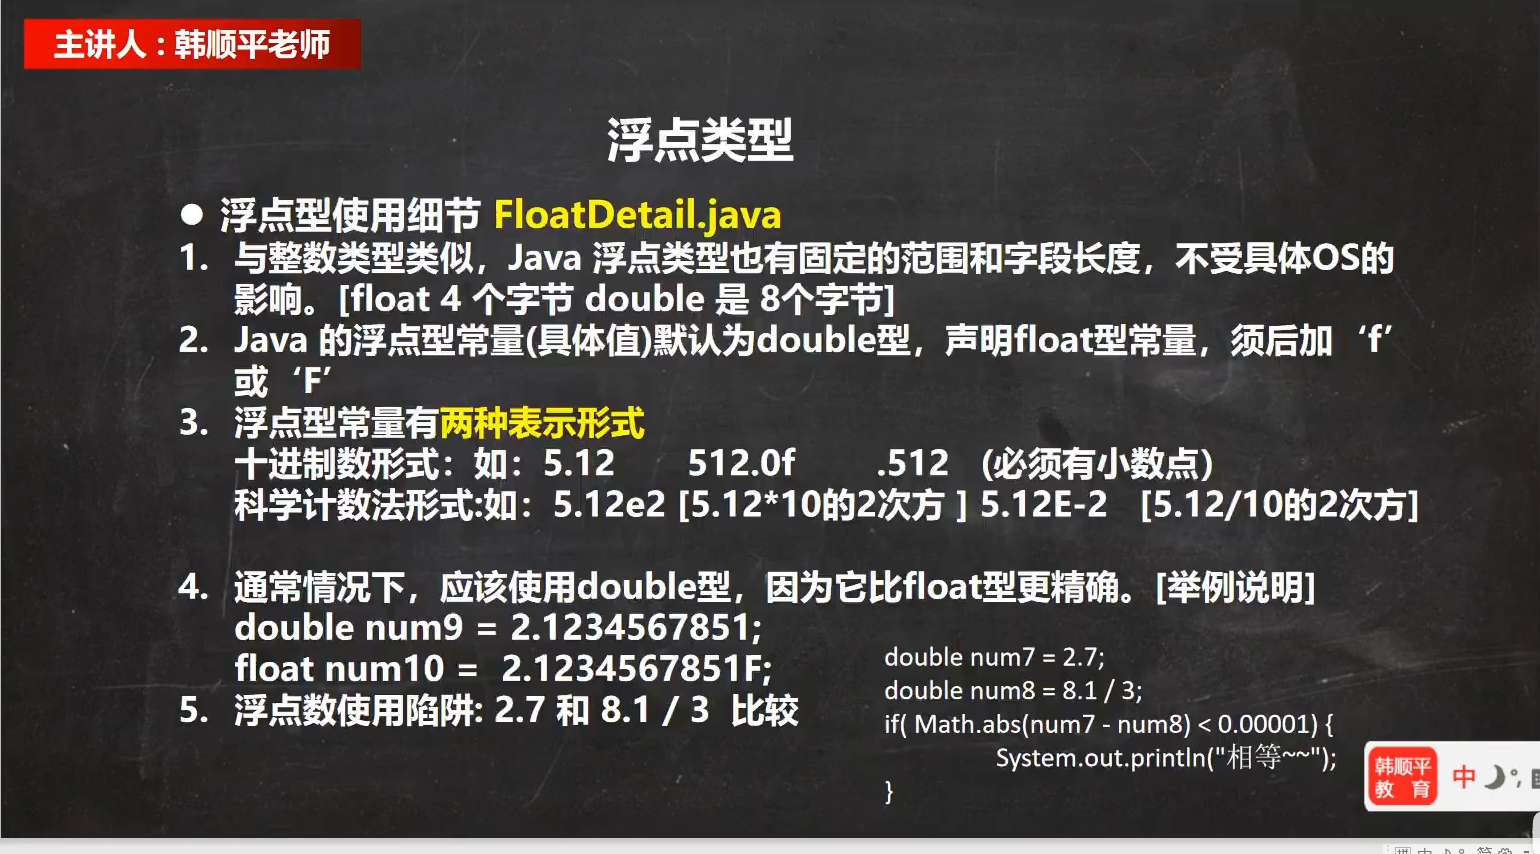 主讲人：韩顺平老师
浮点类型
● 浮点型使用细节 FloatDetail.java
1. 与整数类型类似，Java 浮点类型也有固定的范围和字段长度，不受具体OS的
影响。[float 4 个字节 double 是 8个字节]
2. Java 的浮点型常量(具体值)默认为double型，声明float型常量，须后加 ‘f’
或 ‘F’
3. 浮点型常量有两种表示形式
十进制数形式：如：5.12 512.0f .512 (必须有小数点)
科学计数法形式:如：5.12e2 [5.12*10的2次方 ] 5.12E-2 [5.12/10的2次方]
4. 通常情况下，应该使用double型，因为它比float型更精确。[举例说明]
double num9 = 2.1234567851;
float num10 = 2.1234567851F;
5. 浮点数使用陷阱: 2.7 和 8.1 / 3 比较
double num7 = 2.7;
double num8 = 8.1 / 3;
if( Math.abs(num7 - num8) < 0.00001) {
System.out.println("相等~~");
}
韩顺平
教 育
中